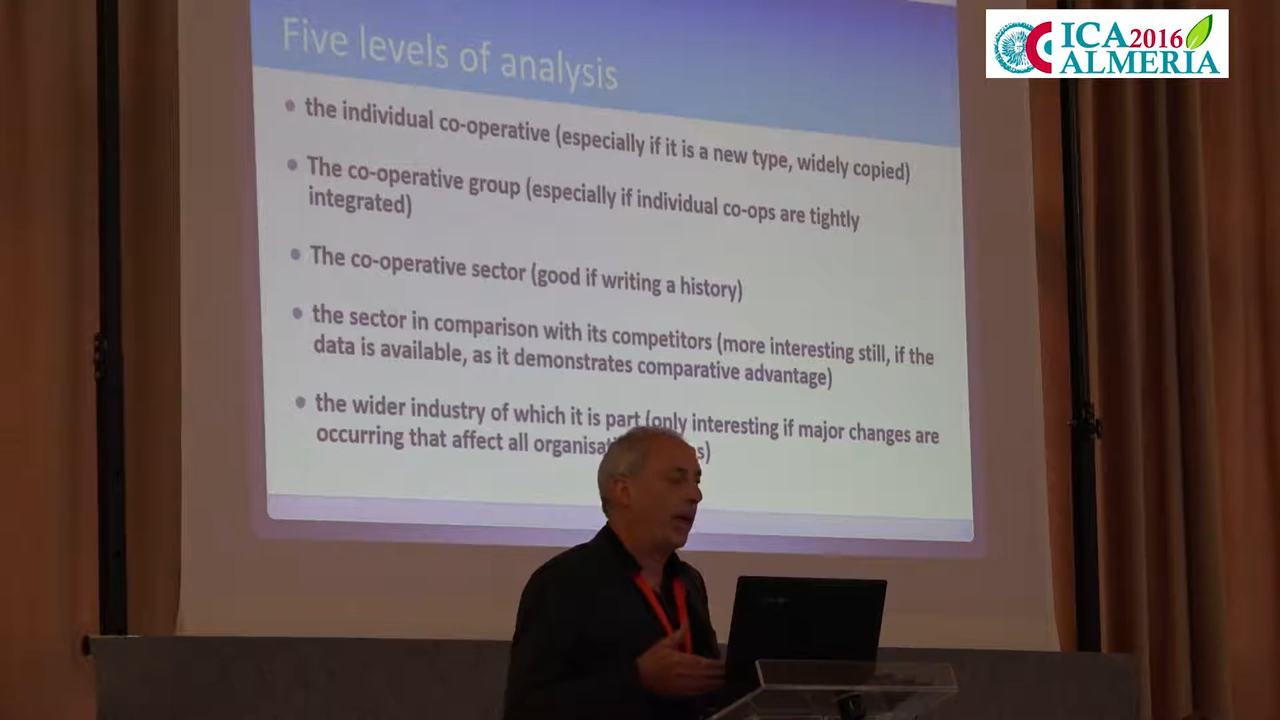 ICA 2016
ALMERIA
Five levels of analysis
the individual co-operative (especially if it is a new type, widely copied)
The co-operative group (especially if individual co-ops are tightly
integrated)
The co-operative sector (good if writing a history)
the sector in comparison with its competitors (more interesting still, if the
data is available, as it demonstrates comparative advantage)
the wider industry of which it is part (only interesting if major changes are
occurring that affect all